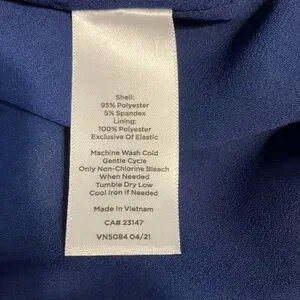 Shell:
95% Polyester
5% Spandex
Lining:
100% Polyester
Exclusive Of Elastic
Machine Wash Cold
Gentle Cycle
Only Non-Chlorine Bleach
When Needed
Tumble Dry Low
Cool Iron If Needed
Made In Vietnam
CA# 23147
VN5084 04/21